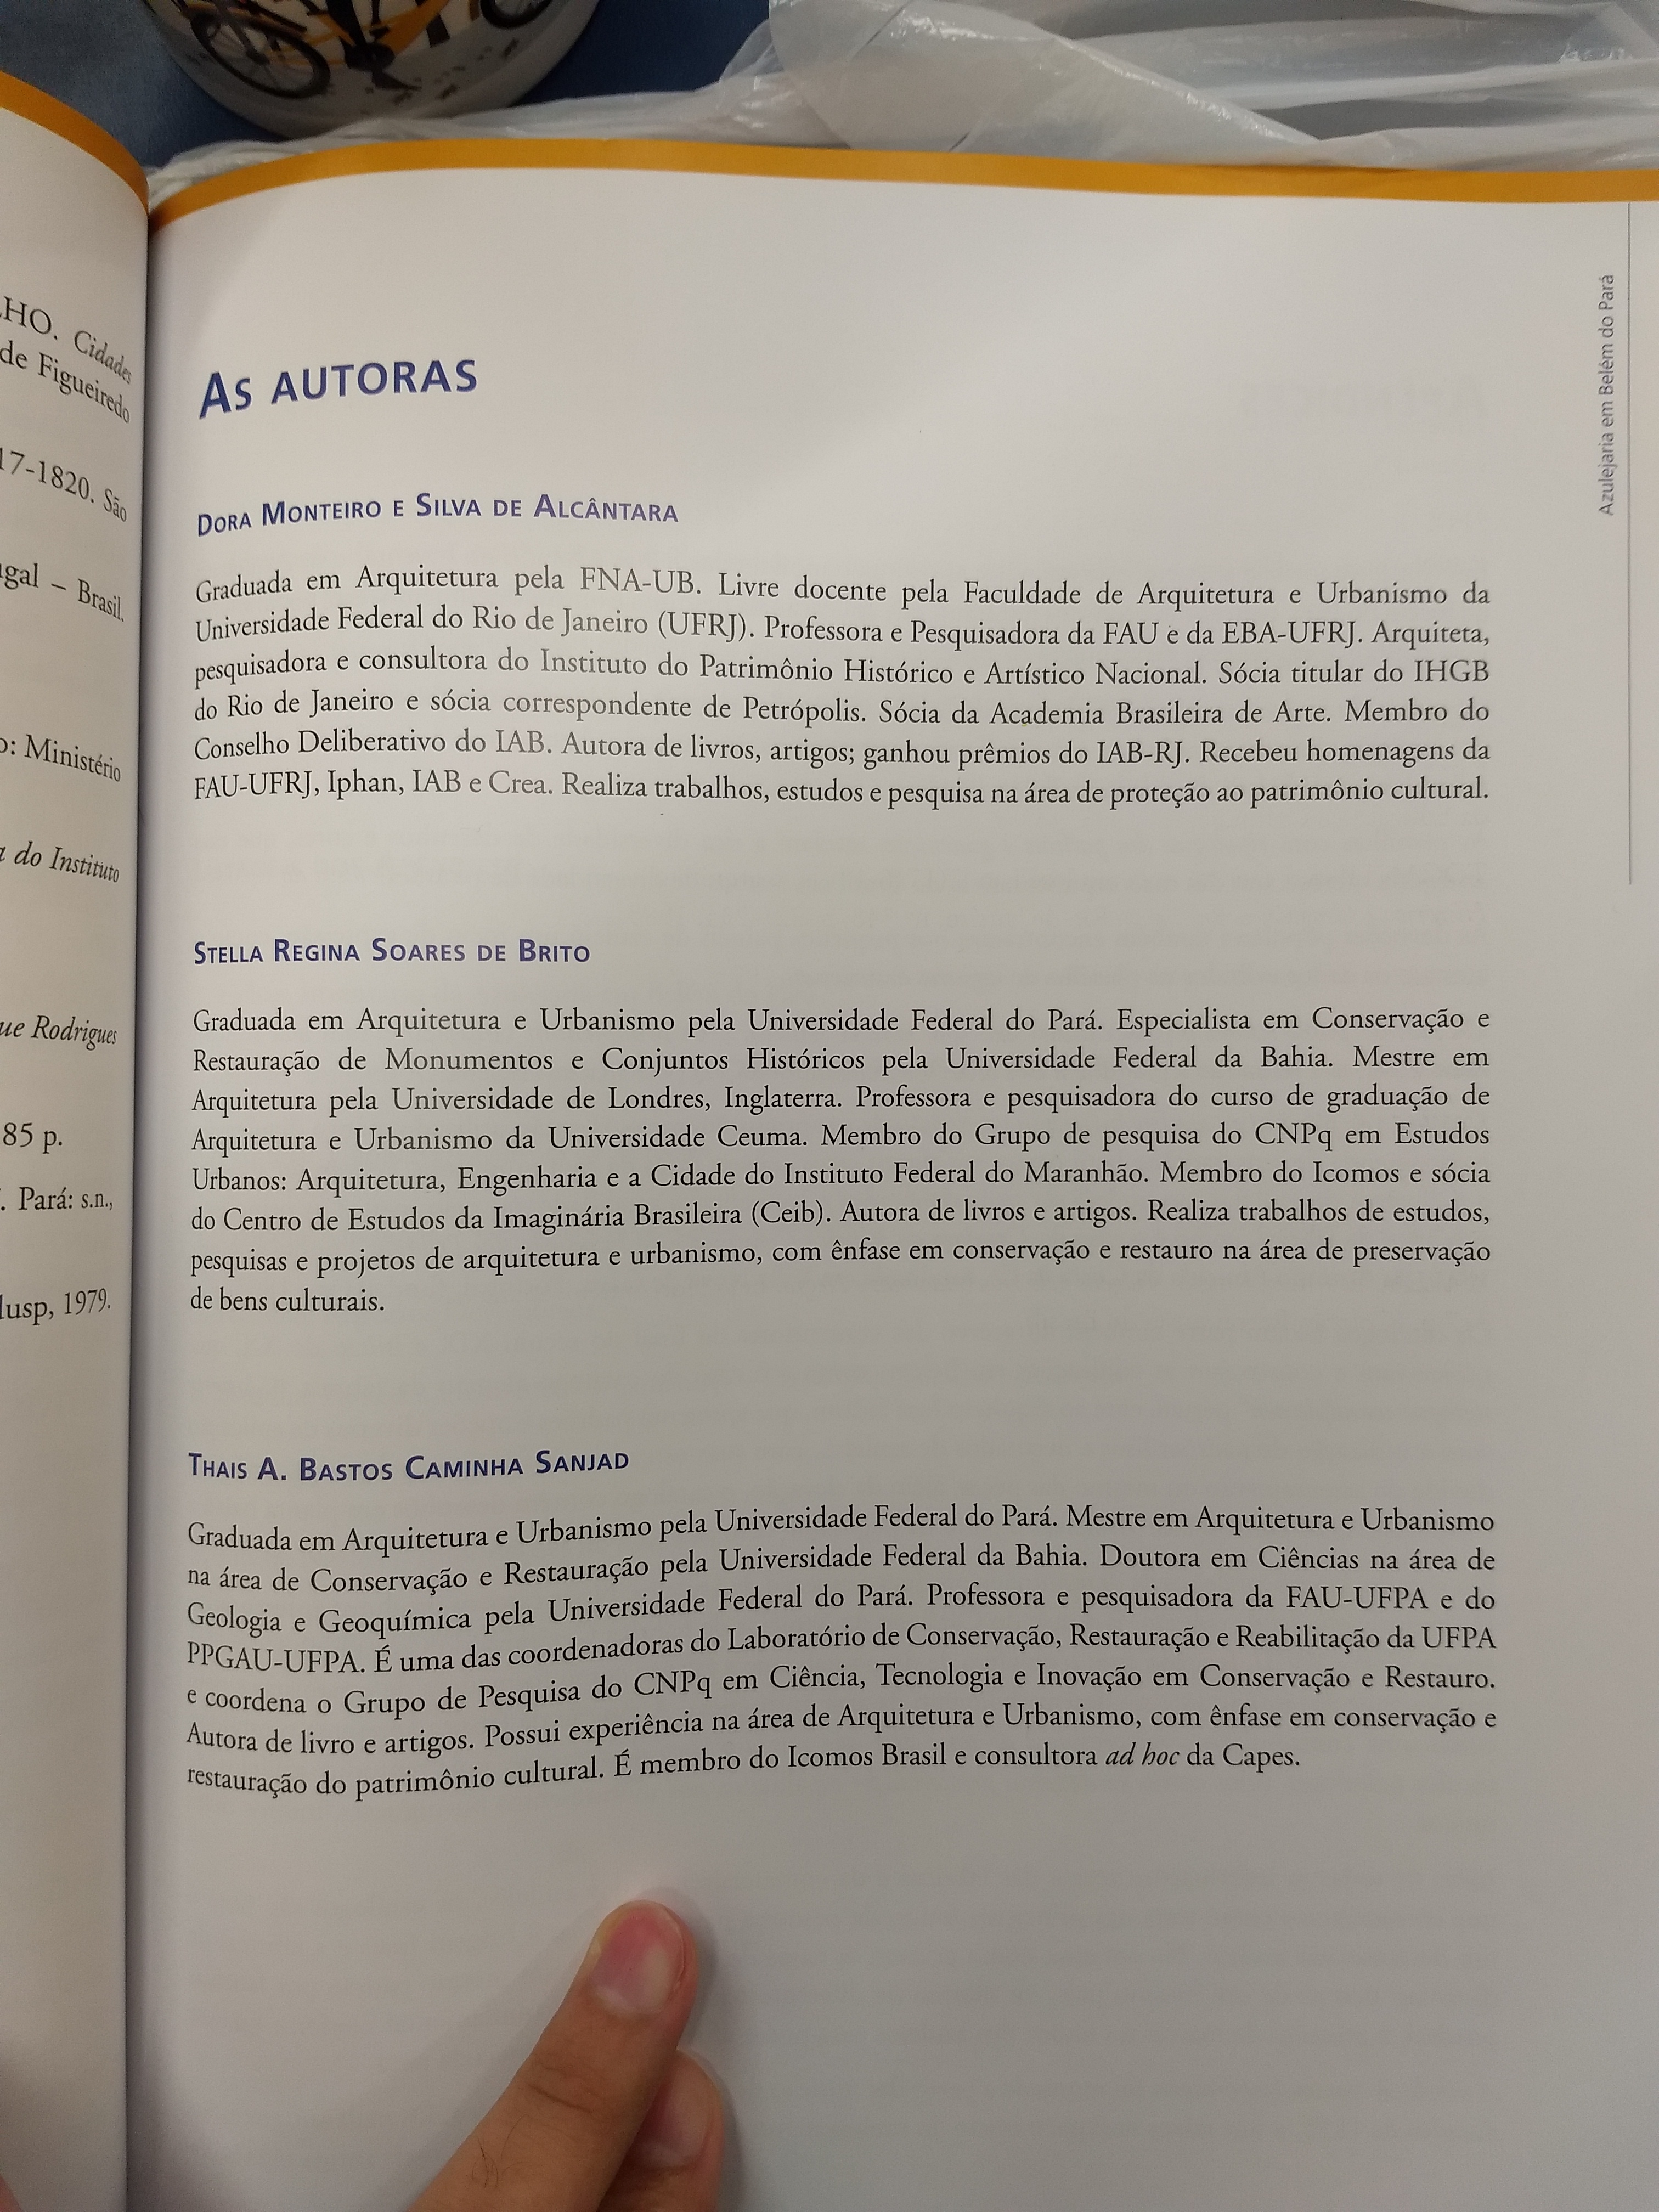 HO. Cidades
de Figueiredo
17-1820. São
– Brasil.
Ministério
do Instituto
Rodrigues
85 p.
Pará: s.n.,
1979.
Azulejaria em Belém do Pará
As autoras
Dora Monteiro e Silva de Alcântara
Graduada em Arquitetura pela FNA-UB. Livre docente pela Faculdade de Arquitetura e Urbanismo da
Universidade Federal do Rio de Janeiro (UFRJ). Professora e Pesquisadora da FAU e da EBA-UFRJ. Arquiteta,
pesquisadora e consultora do Instituto do Patrimônio Histórico e Artístico Nacional. Sócia titular do IHGB
do Rio de Janeiro e sócia correspondente de Petrópolis. Sócia da Academia Brasileira de Arte. Membro do
Conselho Deliberativo do IAB. Autora de livros, artigos; ganhou prêmios do IAB-RJ. Recebeu homenagens da
FAU-UFRJ, Iphan, IAB e Crea. Realiza trabalhos, estudos e pesquisa na área de proteção ao patrimônio cultural.
Stella Regina Soares de Brito
Graduada em Arquitetura e Urbanismo pela Universidade Federal do Pará. Especialista em Conservação e
Restauração de Monumentos e Conjuntos Históricos pela Universidade Federal da Bahia. Mestre em
Arquitetura pela Universidade de Londres, Inglaterra. Professora e pesquisadora do curso de graduação de
Arquitetura e Urbanismo da Universidade Ceuma. Membro do Grupo de pesquisa do CNPq em Estudos
Urbanos: Arquitetura, Engenharia e a Cidade do Instituto Federal do Maranhão. Membro do Icomos e sócia
do Centro de Estudos da Imaginária Brasileira (Ceib). Autora de livros e artigos. Realiza trabalhos de estudos,
pesquisas e projetos de arquitetura e urbanismo, com ênfase em conservação e restauro na área de preservação
de bens culturais.
Thais A. Bastos Caminha Sanjad
Graduada em Arquitetura e Urbanismo pela Universidade Federal do Pará. Mestre em Arquitetura e Urbanismo
na área de Conservação e Restauração pela Universidade Federal da Bahia. Doutora em Ciências na área de
Geologia e Geoquímica pela Universidade Federal do Pará. Professora e pesquisadora da FAU-UFPA e do
PPGAU-UFPA. É uma das coordenadoras do Laboratório de Conservação, Restauração e Reabilitação da UFPA
e coordena o Grupo de Pesquisa do CNPq em Ciência, Tecnologia e Inovação em Conservação e Restauro.
Autora de livro e artigos. Possui experiência na área de Arquitetura e Urbanismo, com ênfase em conservação e
restauração do patrimônio cultural. É membro do Icomos Brasil e consultora ad hoc da Capes.